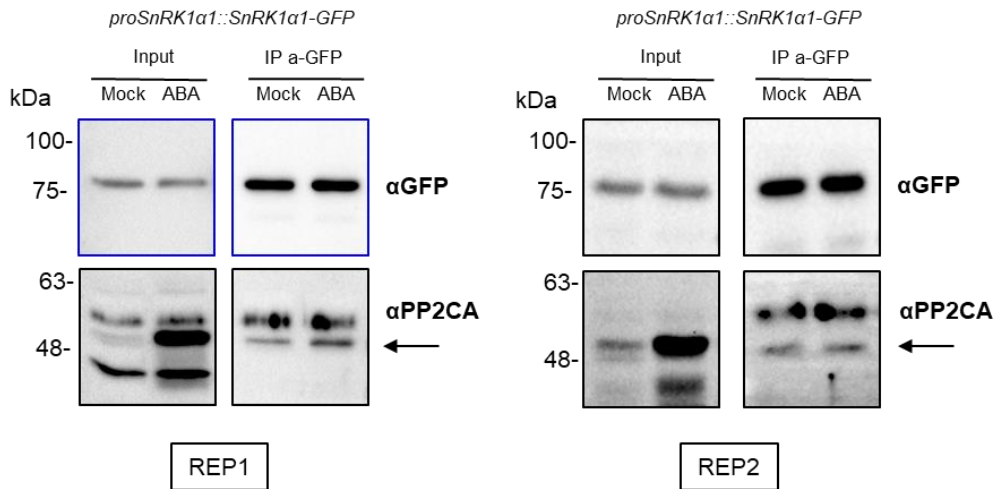 proSnRK1α1::SnRK1α1-GFP
Input IP a-GFP
Mock ABA Mock ABA
kDa
100-
75-
αGFP
63-
48-
αPP2CA
REP1
proSnRK1α1::SnRK1α1-GFP
Input IP a-GFP
Mock ABA Mock ABA
kDa
100-
75-
αGFP
63-
48-
αPP2CA
REP2